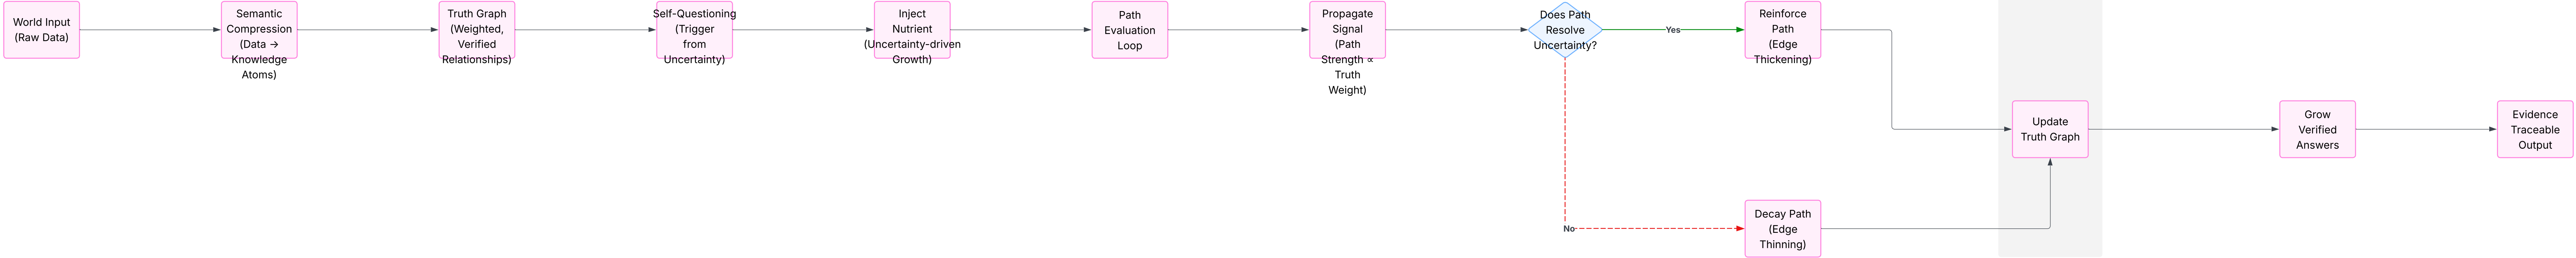 World Input
(Raw Data)
Semantic
Compression
(Data →
Knowledge
Atoms)
Truth Graph
(Weighted,
Verified
Relationships)
Self-Questioning
(Trigger
from
Uncertainty)
Inject
Nutrient
(Uncertainty-driven
Growth)
Path
Evaluation
Loop
Propagate
Signal
(Path
Strength ∝
Truth
Weight)
Does Path
Resolve
Uncertainty?
Yes
No
Reinforce
Path
(Edge
Thickening)
Decay Path
(Edge
Thinning)
Update
Truth Graph
Grow
Verified
Answers
Evidence
Traceable
Output